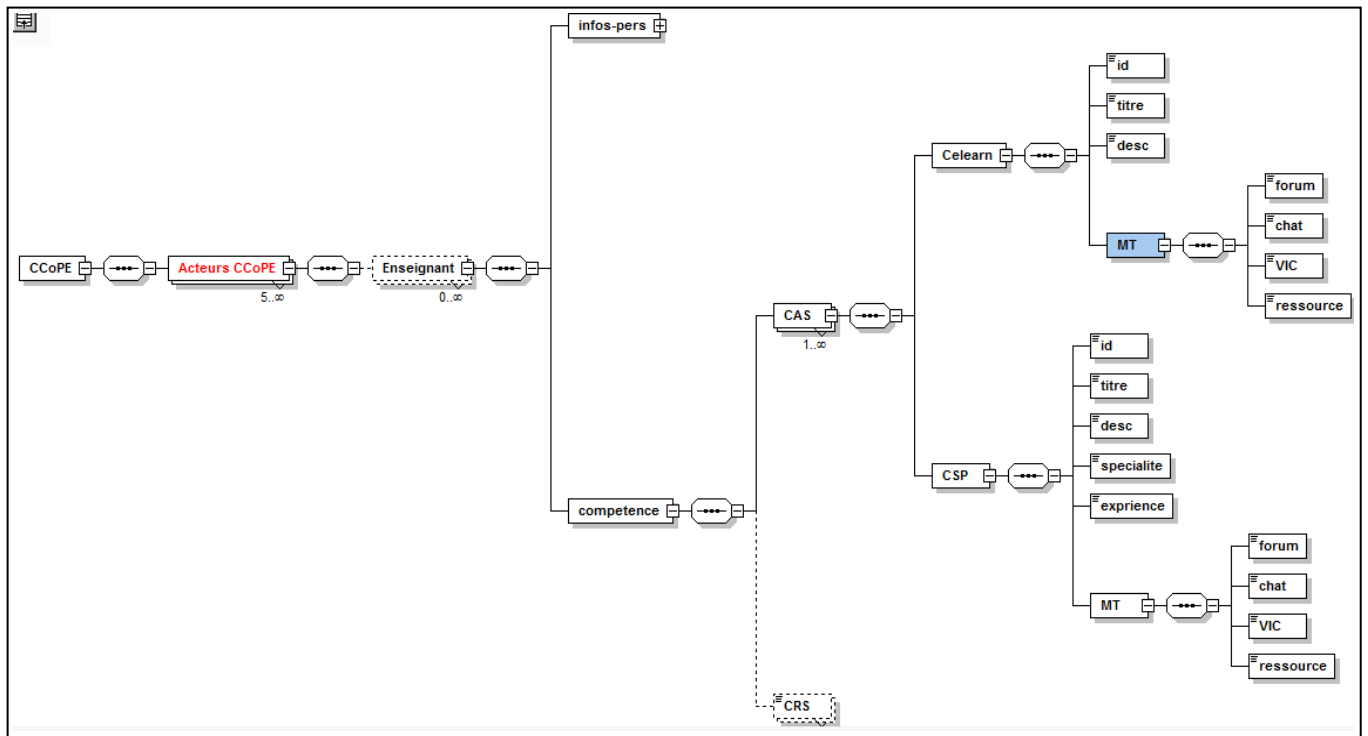 infos-pers
id
titre
desc
Celearn
MT
forum
chat
VIC
ressource
CCoPE
Acteurs CCoPE
5..∞
Enseignant
0..∞
CAS
1..∞
id
titre
desc
specialite
exprience
CSP
MT
forum
chat
VIC
ressource
competence
CRS